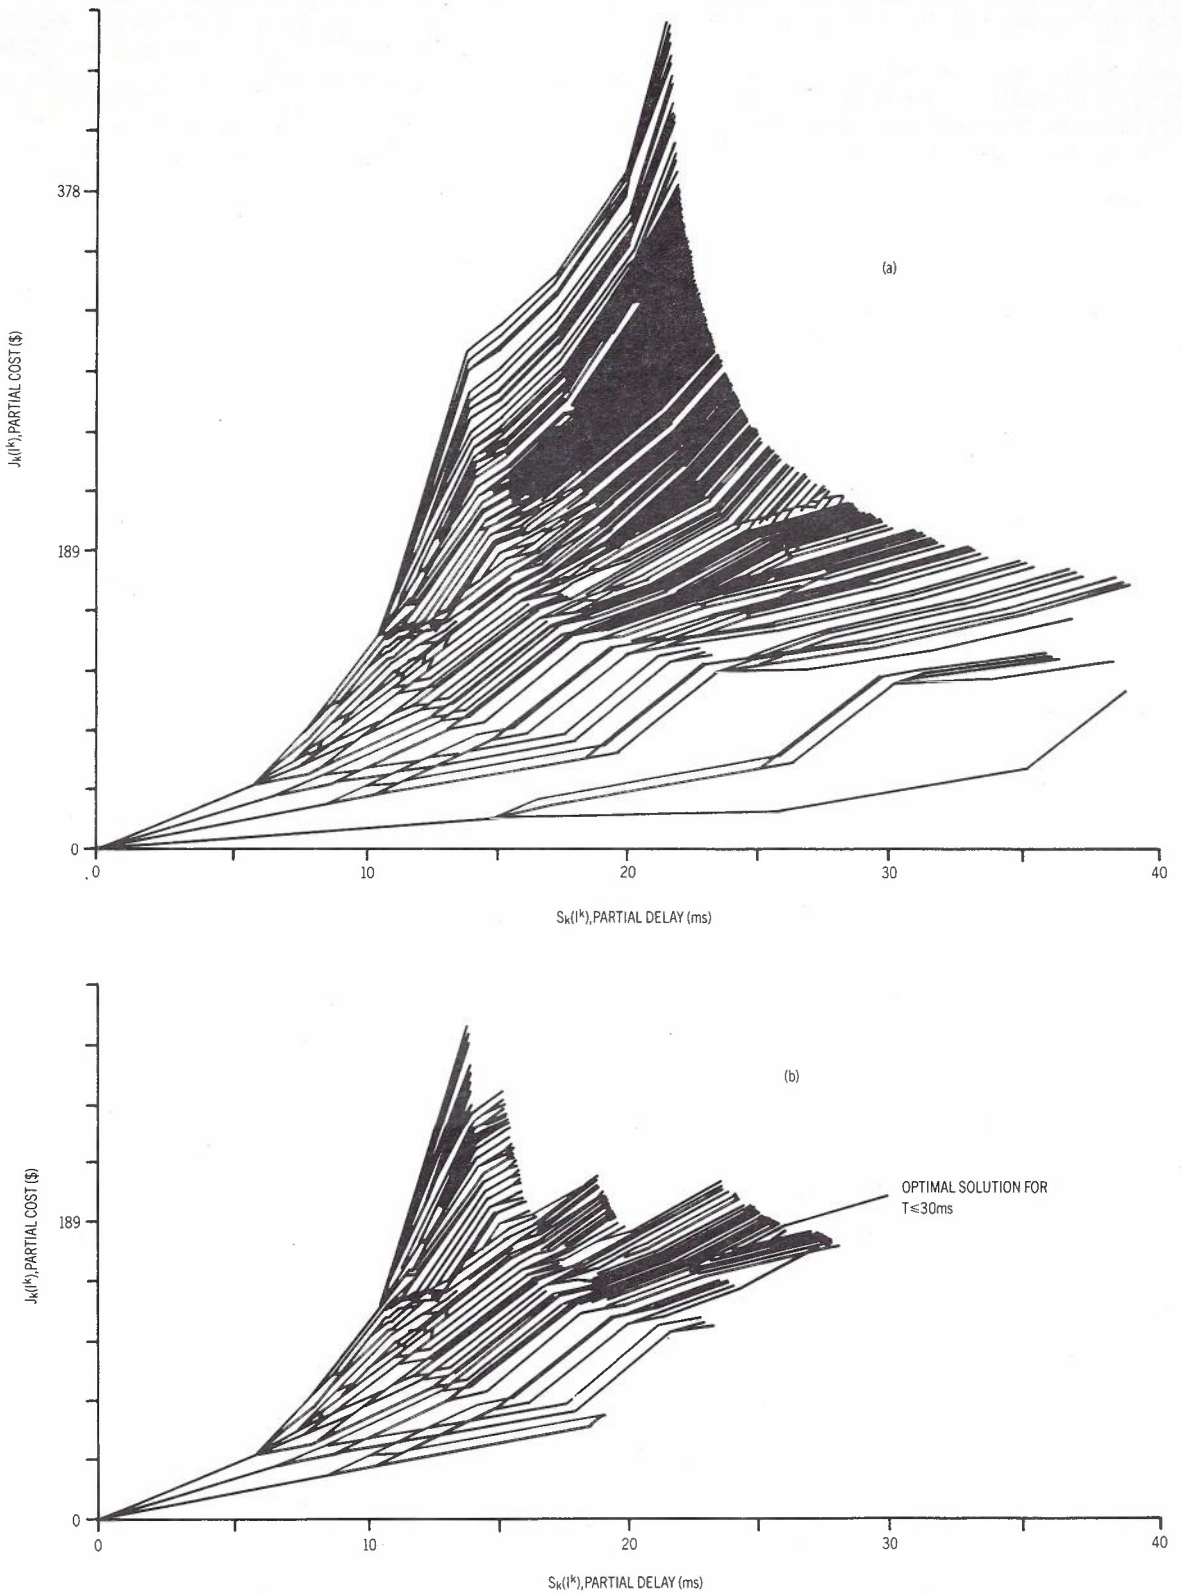 378
(a)
Jk(Iᵏ),PARTIAL COST ($)
189
0
0
10
20
30
40
Sk(Iᵏ),PARTIAL DELAY (ms)
(b)
OPTIMAL SOLUTION FOR
T≤30ms
Jk(Iᵏ),PARTIAL COST ($)
189
0
0
10
20
30
40
Sk(Iᵏ),PARTIAL DELAY (ms)